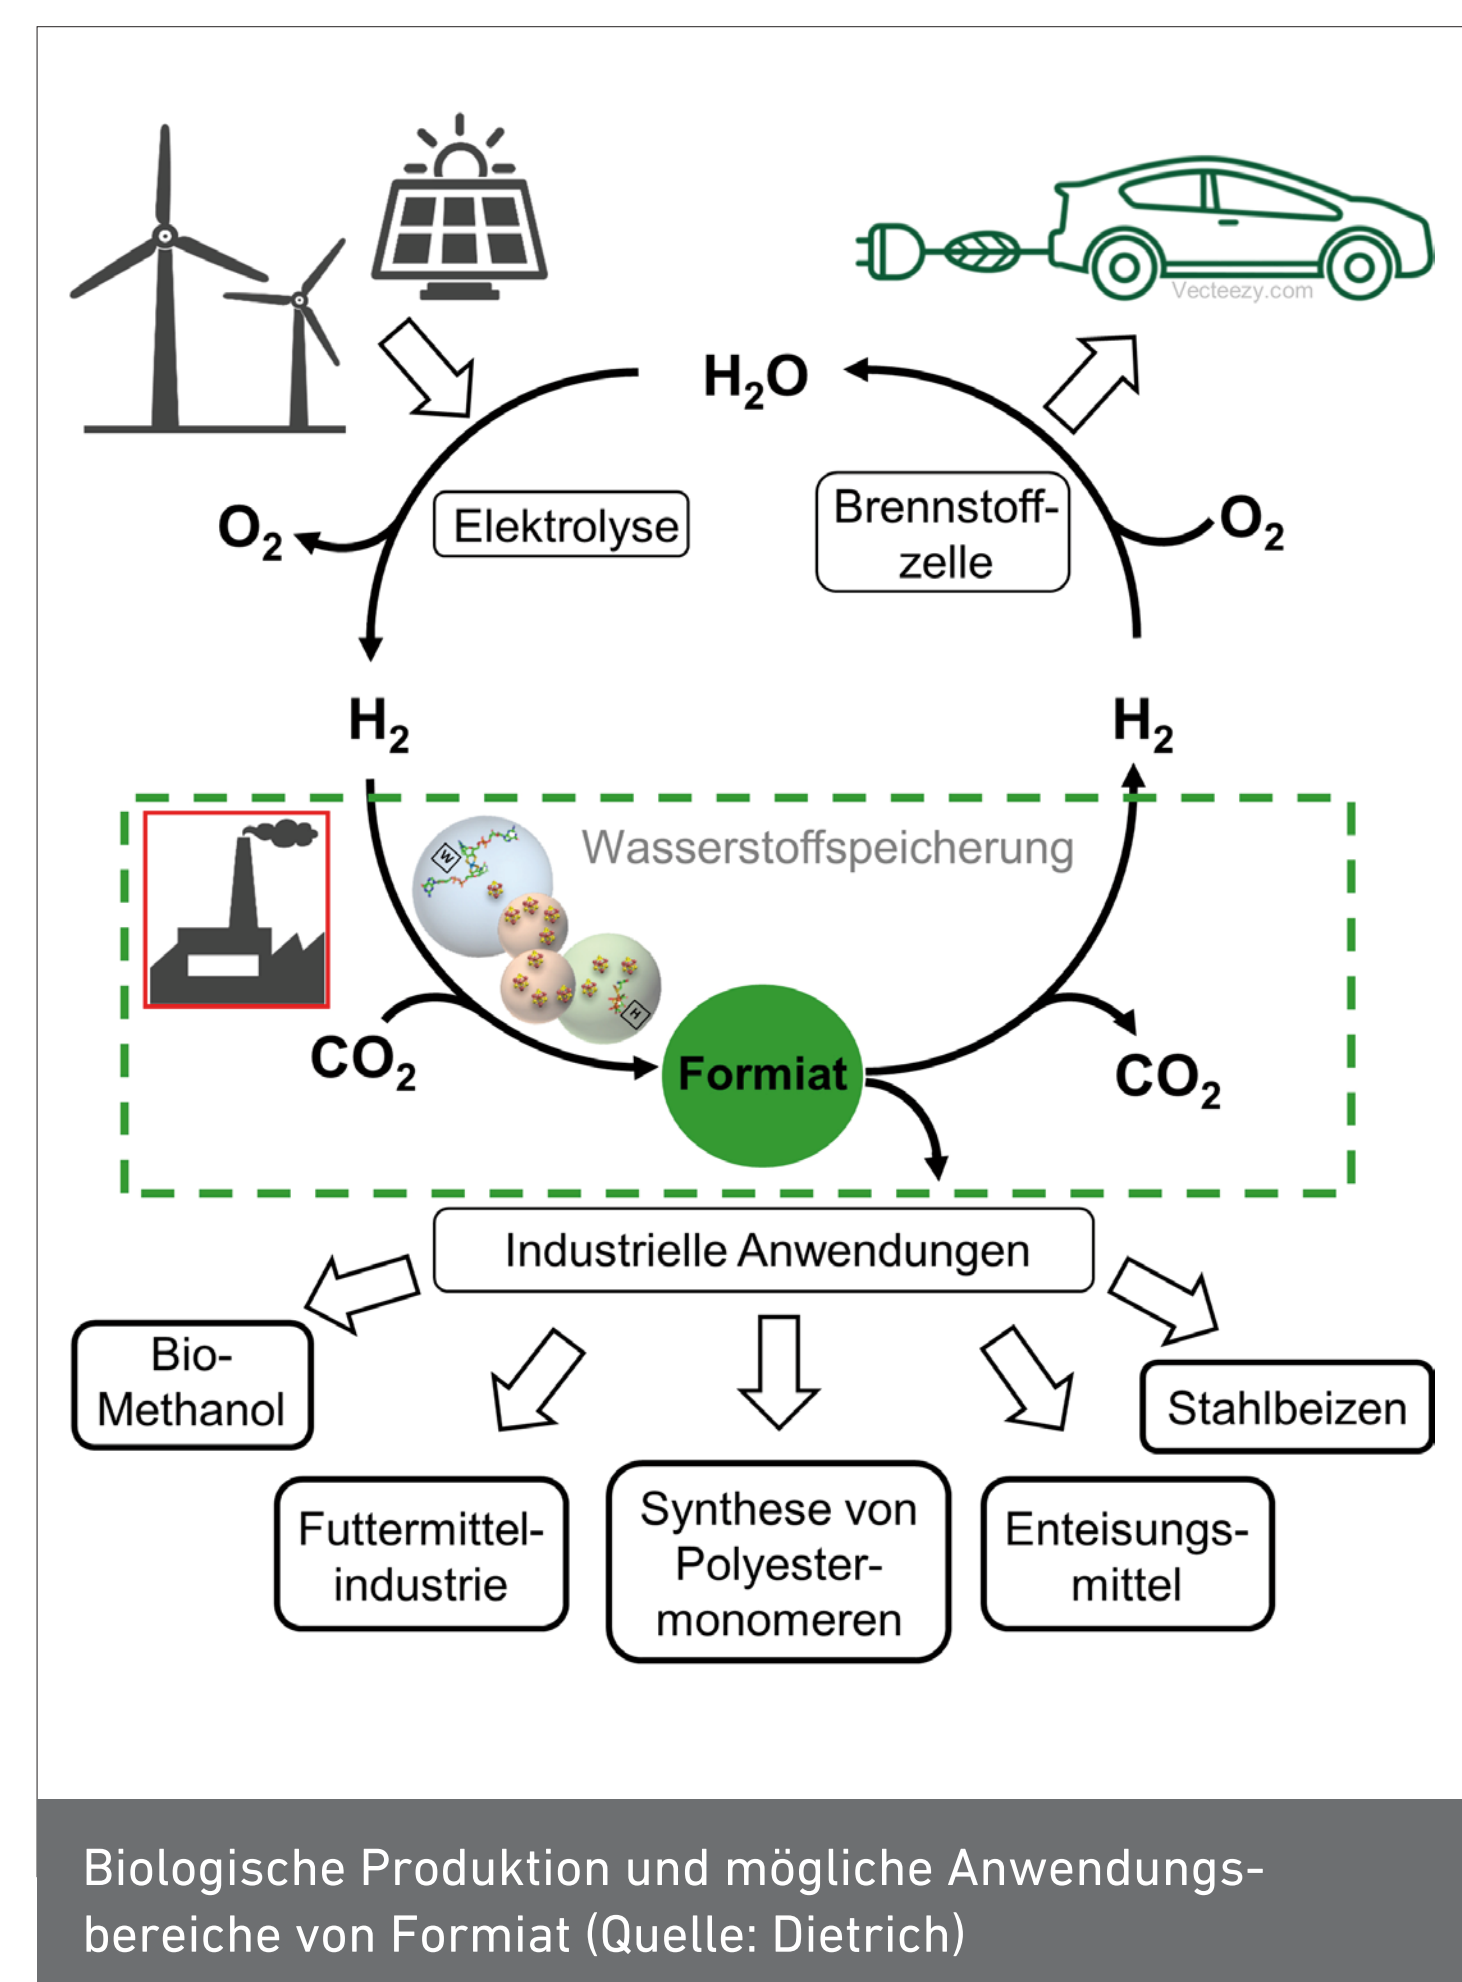 Vecteezy.com
H₂O
Elektrolyse
Brennstoff-
zelle
O₂
O₂
H₂
H₂
Wasserstoffspeicherung
W
H
CO₂
Formiat
CO₂
Industrielle Anwendungen
Bio-
Methanol
Futtermittel-
industrie
Synthese von
Polyester-
monomeren
Enteisungs-
mittel
Stahlbeizen
Biologische Produktion und mögliche Anwendungs-
bereiche von Formiat (Quelle: Dietrich)